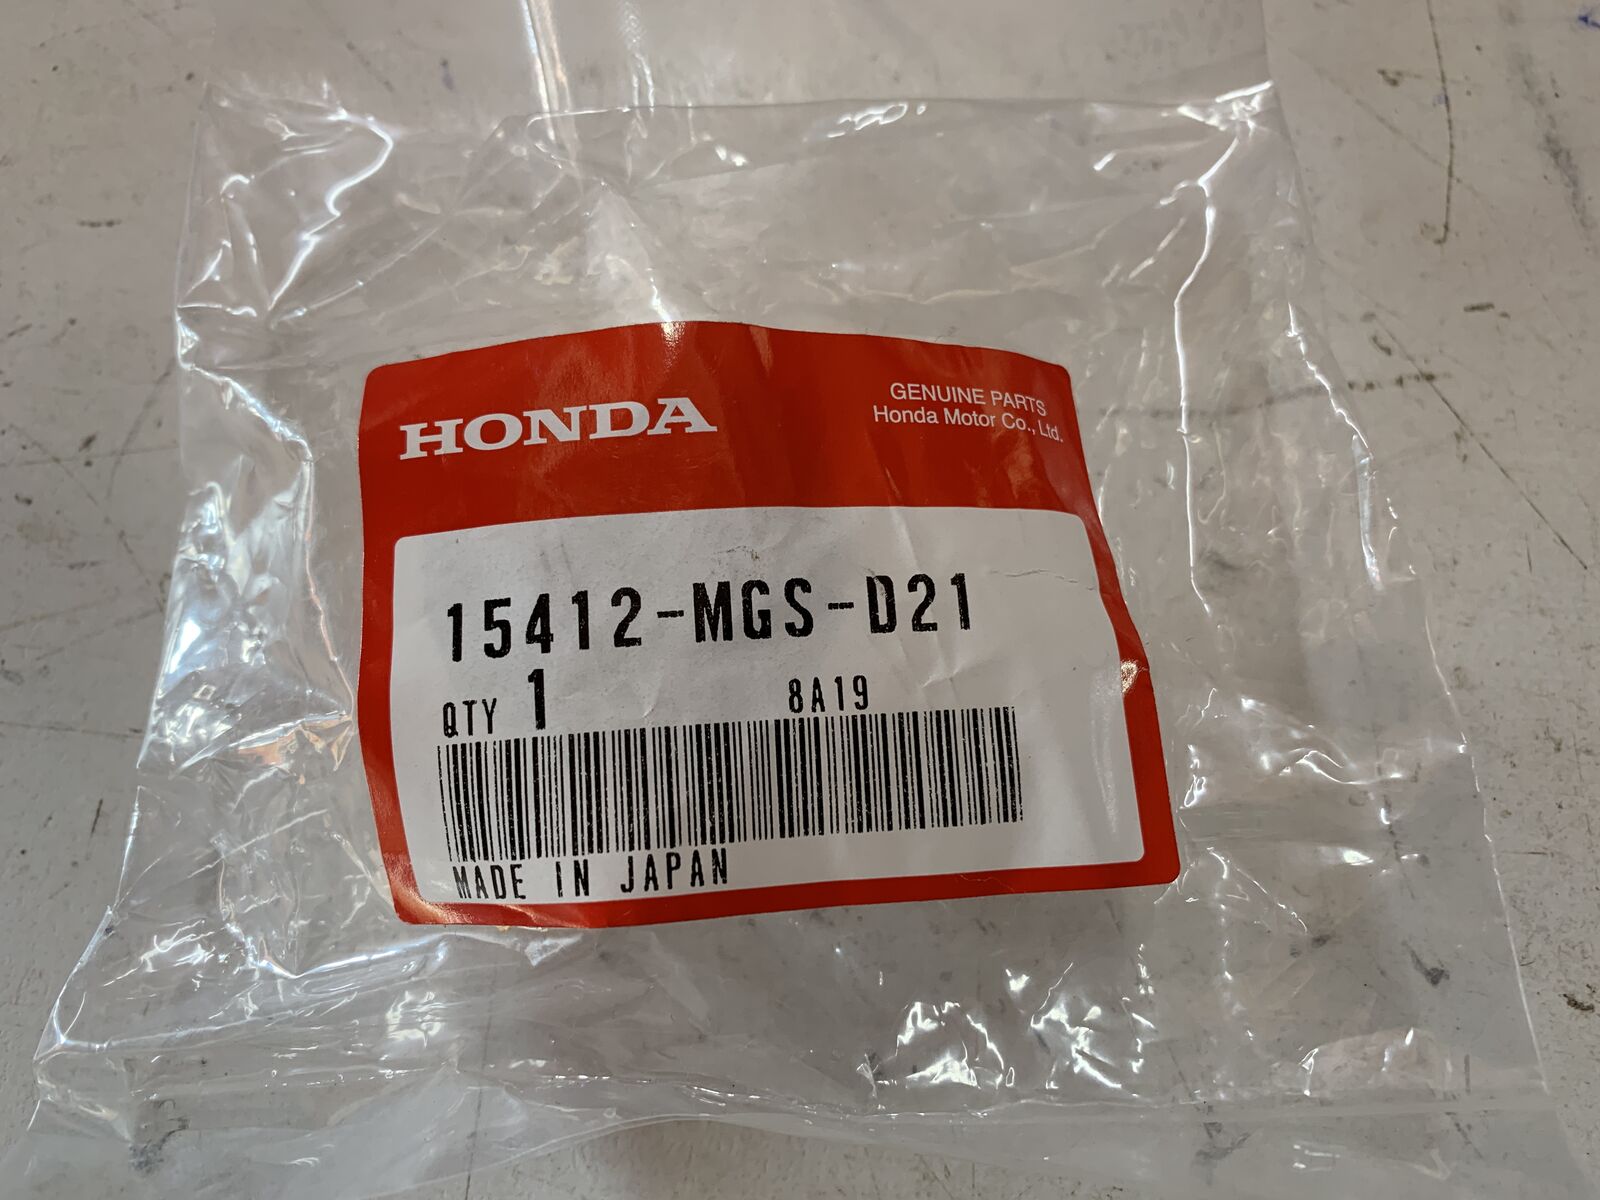 HONDA
GENUINE PARTS
Honda Motor Co., Ltd.
15412-MGS-D21
QTY 1 8A19
MADE IN JAPAN